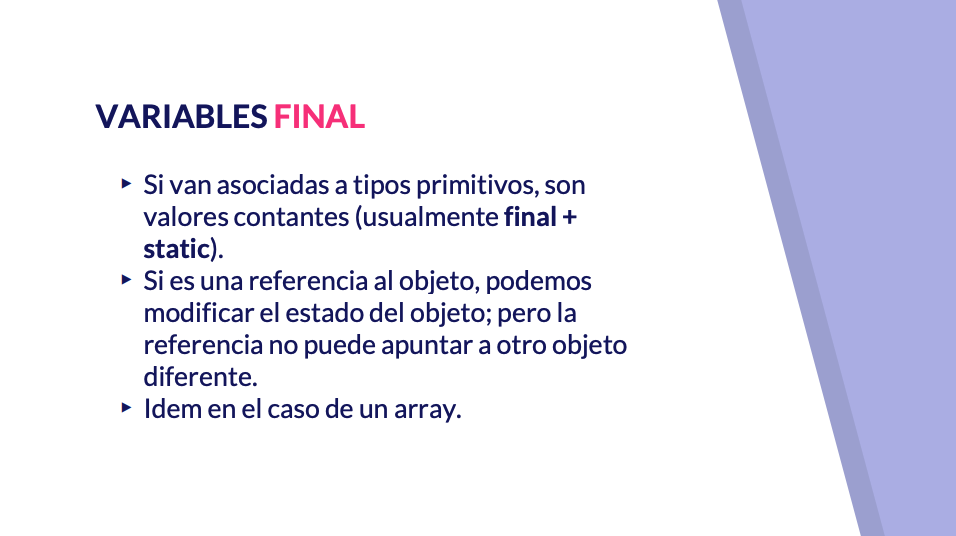 VARIABLES FINAL
▸ Si van asociadas a tipos primitivos, son
valores contantes (usualmente final +
static).
▸ Si es una referencia al objeto, podemos
modificar el estado del objeto; pero la
referencia no puede apuntar a otro objeto
diferente.
▸ Idem en el caso de un array.